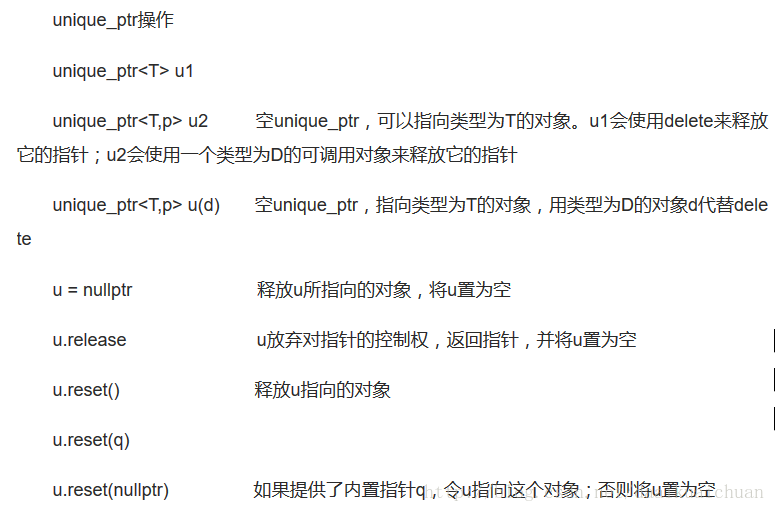 unique_ptr操作
unique_ptr<T> u1
unique_ptr<T,p> u2 空unique_ptr，可以指向类型为T的对象。u1会使用delete来释放
它的指针；u2会使用一个类型为D的可调用对象来释放它的指针
unique_ptr<T,p> u(d) 空unique_ptr，指向类型为T的对象，用类型为D的对象d代替dele
te
u = nullptr 释放u所指向的对象，将u置为空
u.release u放弃对指针的控制权，返回指针，并将u置为空
u.reset() 释放u指向的对象
u.reset(q)
u.reset(nullptr) 如果提供了内置指针q，令u指向这个对象；否则将u置为空